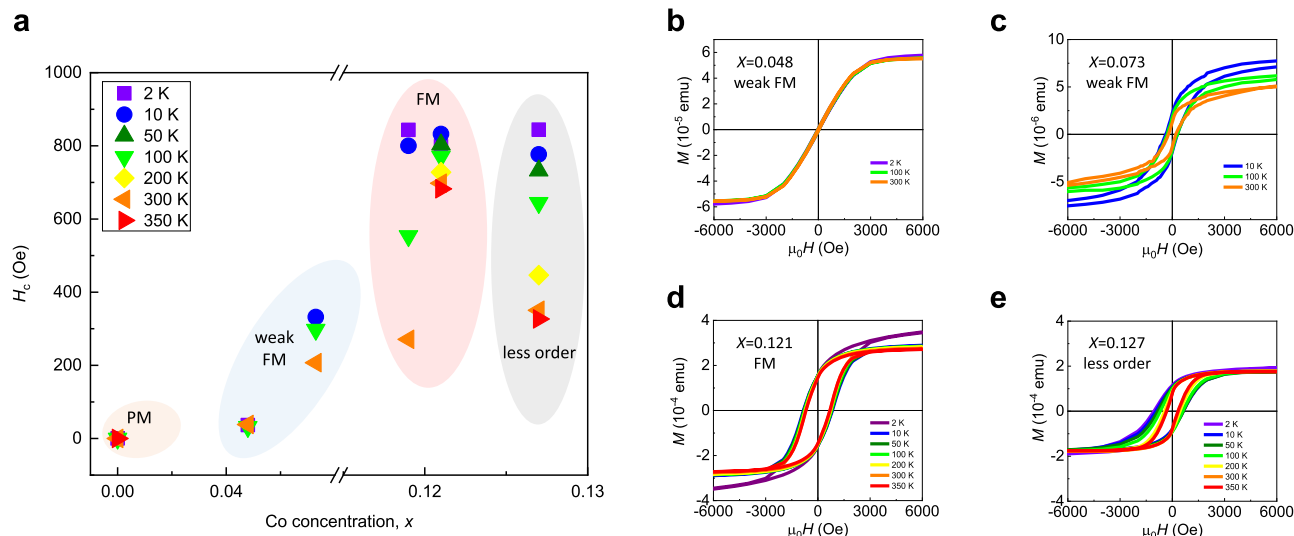 a
1000
800
600
400
200
0
H_c (Oe)
2 K
10 K
50 K
100 K
200 K
300 K
350 K
FM
weak
FM
less order
PM
0.00
0.04
0.12
0.13
Co concentration, x
b
6
4
2
0
-2
-4
-6
M (10^-5 emu)
X=0.048
weak FM
2 K
100 K
300 K
-6000 -3000 0 3000 6000
μ₀H (Oe)
c
10
5
0
-5
M (10^-6 emu)
X=0.073
weak FM
10 K
100 K
300 K
-6000 -3000 0 3000 6000
μ₀H (Oe)
d
4
2
0
-2
-4
M (10^-4 emu)
X=0.121
FM
2 K
10 K
50 K
100 K
200 K
300 K
350 K
-6000 -3000 0 3000 6000
μ₀H (Oe)
e
4
2
0
-2
-4
M (10^-4 emu)
X=0.127
less order
2 K
10 K
50 K
100 K
200 K
300 K
350 K
-6000 -3000 0 3000 6000
μ₀H (Oe)